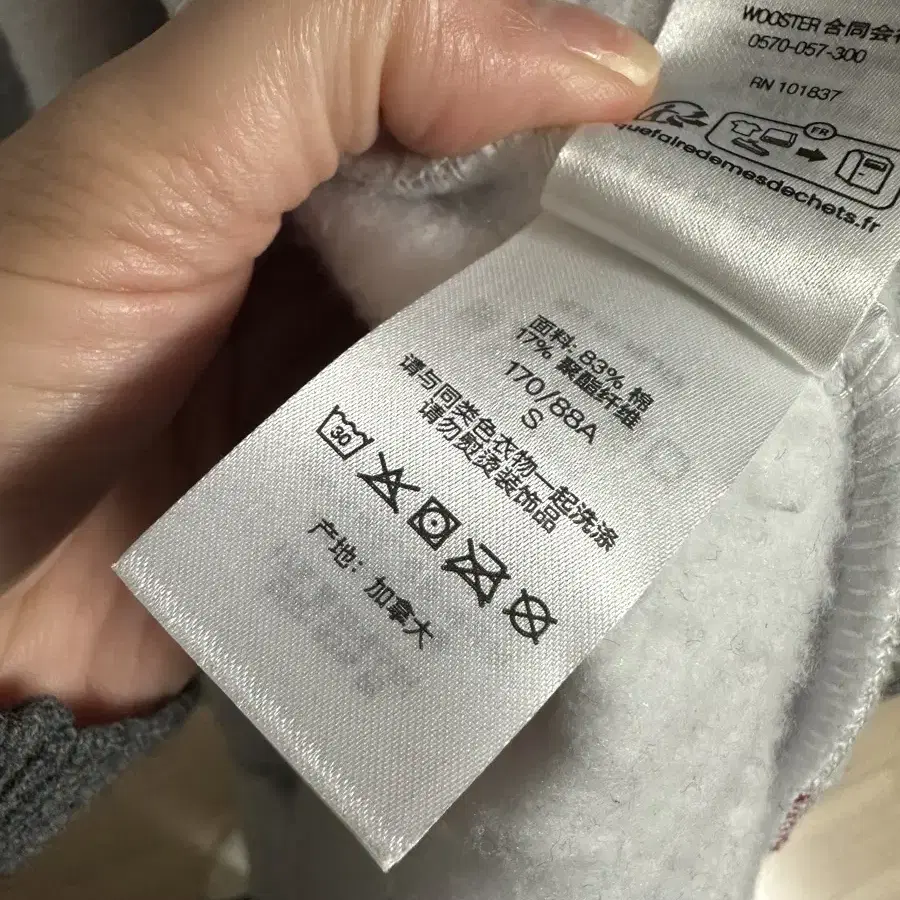 WOOSTER 合同会社
0570-057-300
RN 101837
FR
quefairedemesdechets.fr
面料: 83% 棉
17% 聚酯纤维
170/88A
S
请与同类色衣物一起洗涤
请勿熨烫装饰品
30
产地: 加拿大